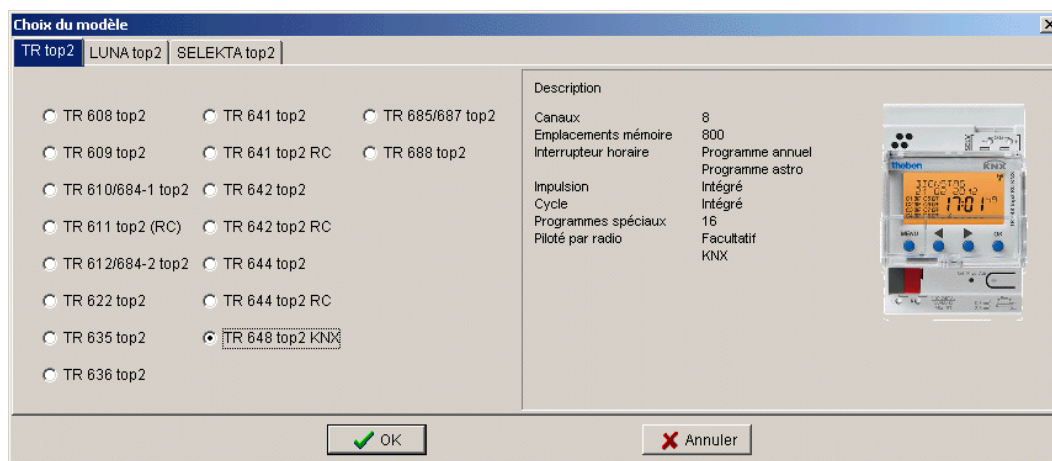 Choix du modèle
TR top2
LUNA top2
SELEKTA top2
TR 608 top2
TR 609 top2
TR 610/684-1 top2
TR 611 top2 (RC)
TR 612/684-2 top2
TR 622 top2
TR 635 top2
TR 636 top2
TR 641 top2
TR 641 top2 RC
TR 642 top2
TR 642 top2 RC
TR 644 top2
TR 644 top2 RC
TR 648 top2 KNX
TR 685/687 top2
TR 688 top2
Description
Canaux 8
Emplacements mémoire 800
Interrupteur horaire Programme annuel
Programme astro
Impulsion Intégré
Cycle Intégré
Programmes spéciaux 16
Piloté par radio Facultatif
KNX
theben KNX
17:01
MENU OK
OK
Annuler